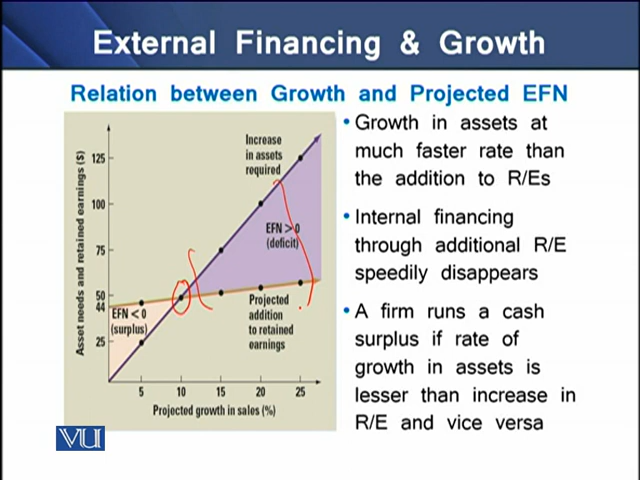 External Financing & Growth
Relation between Growth and Projected EFN
Asset needs and retained earnings ($)
125
100
75
50
44
25
Increase
in assets
required
EFN > 0
(deficit)
EFN < 0
(surplus)
Projected
addition
to retained
earnings
5
10
15
20
25
Projected growth in sales (%)
• Growth in assets at
much faster rate than
the addition to R/Es
• Internal financing
through additional R/E
speedily disappears
• A firm runs a cash
surplus if rate of
growth in assets is
lesser than increase in
R/E and vice versa
VU